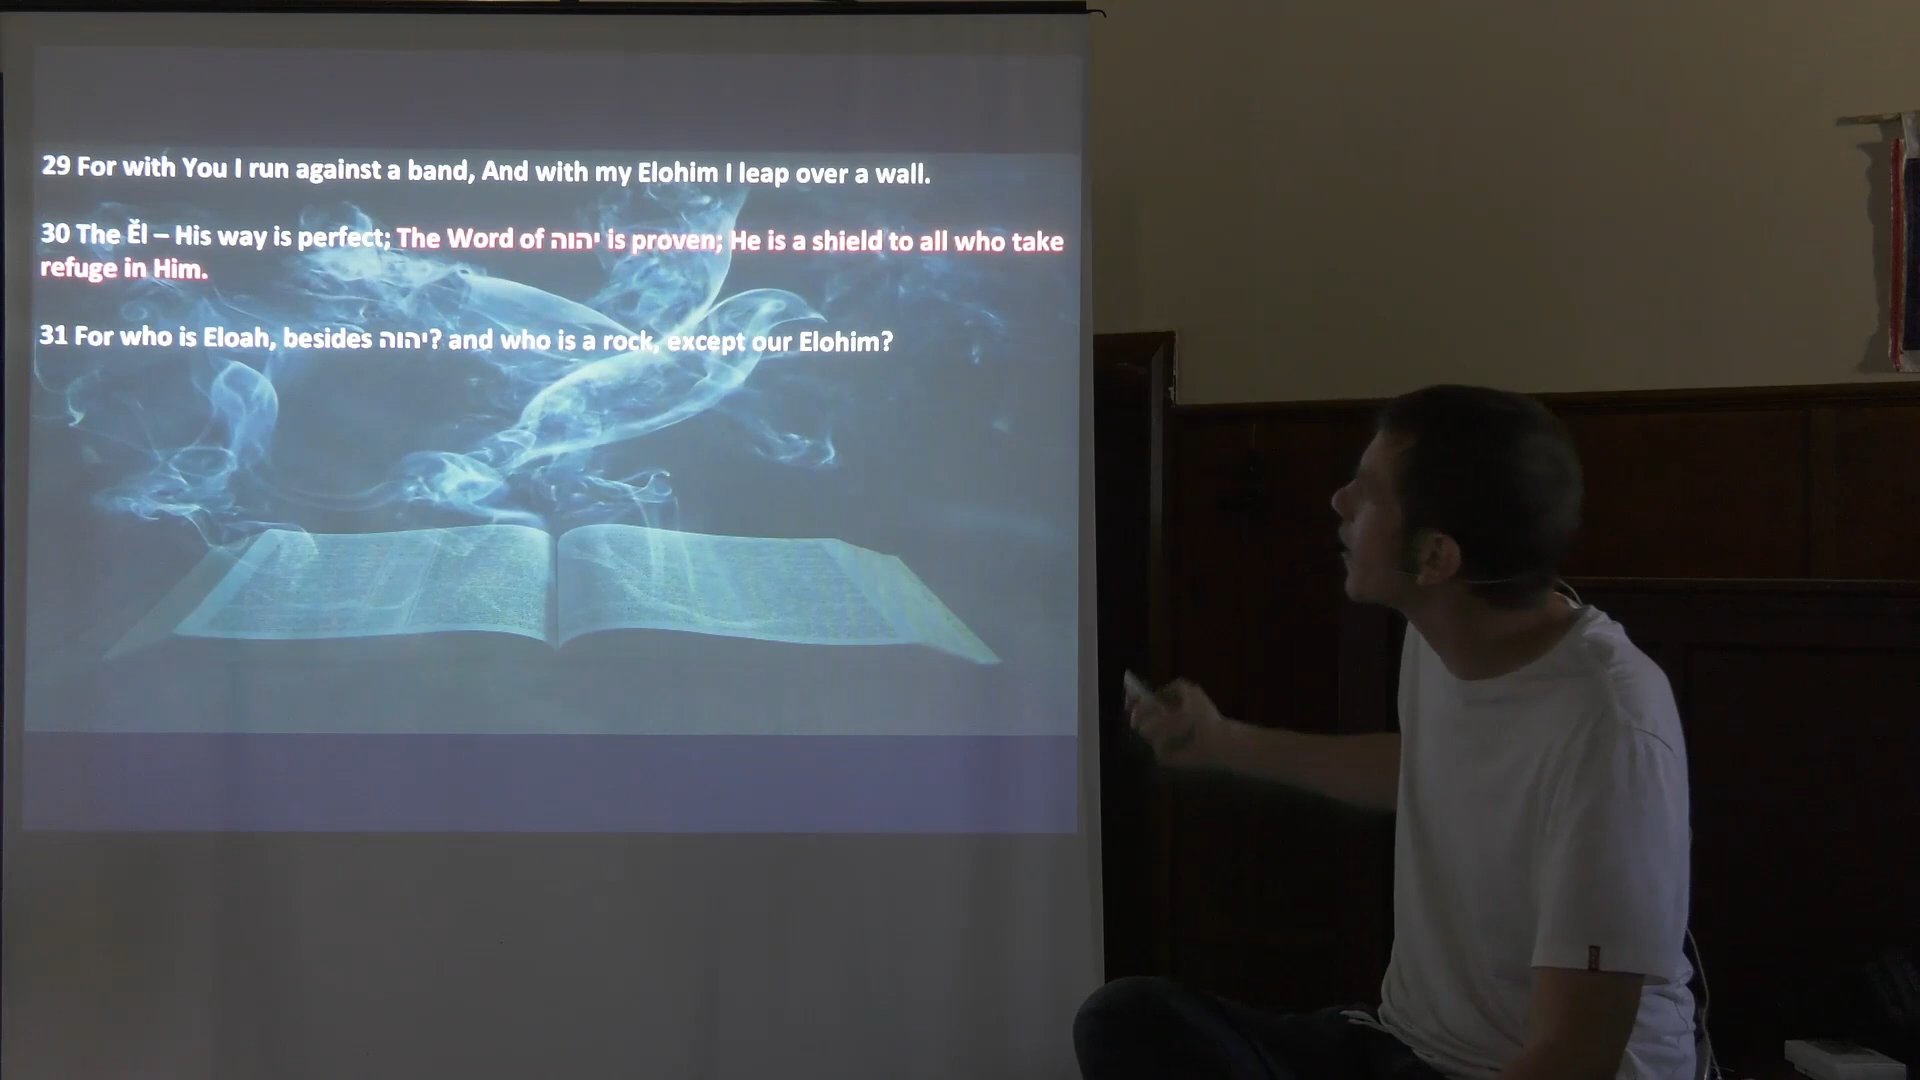 29 For with You I run against a band, And with my Elohim I leap over a wall.
30 The Ěl – His way is perfect; The Word of יהוה is proven; He is a shield to all who take
refuge in Him.
31 For who is Eloah, besides יהוה? and who is a rock, except our Elohim?